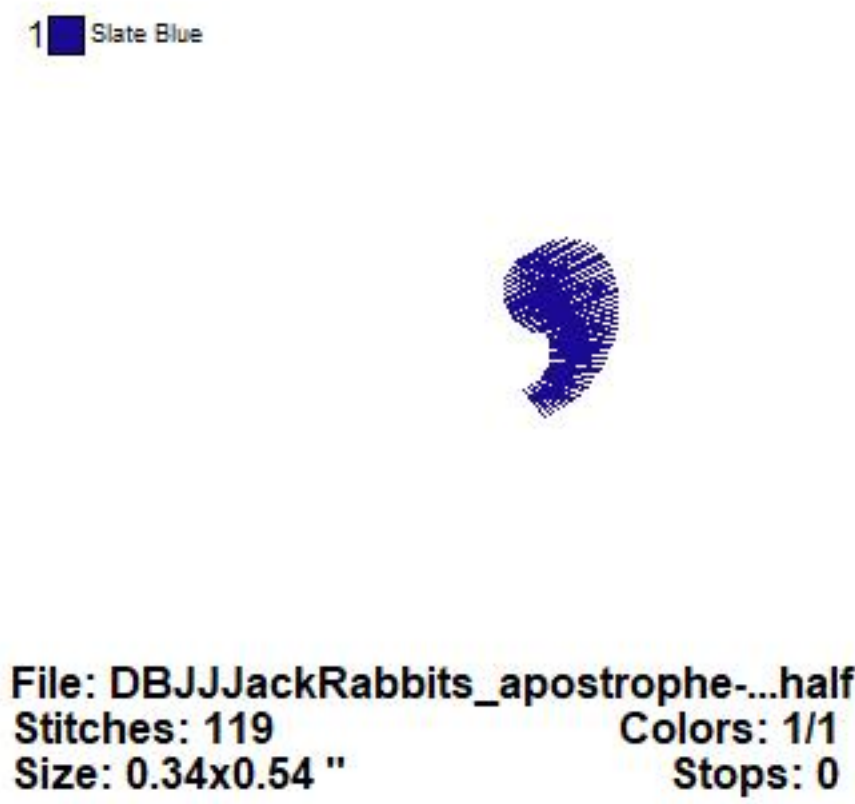 1 Slate Blue
File: DBJJJackRabbits_apostrophe-...half
Stitches: 119 Colors: 1/1
Size: 0.34x0.54 " Stops: 0